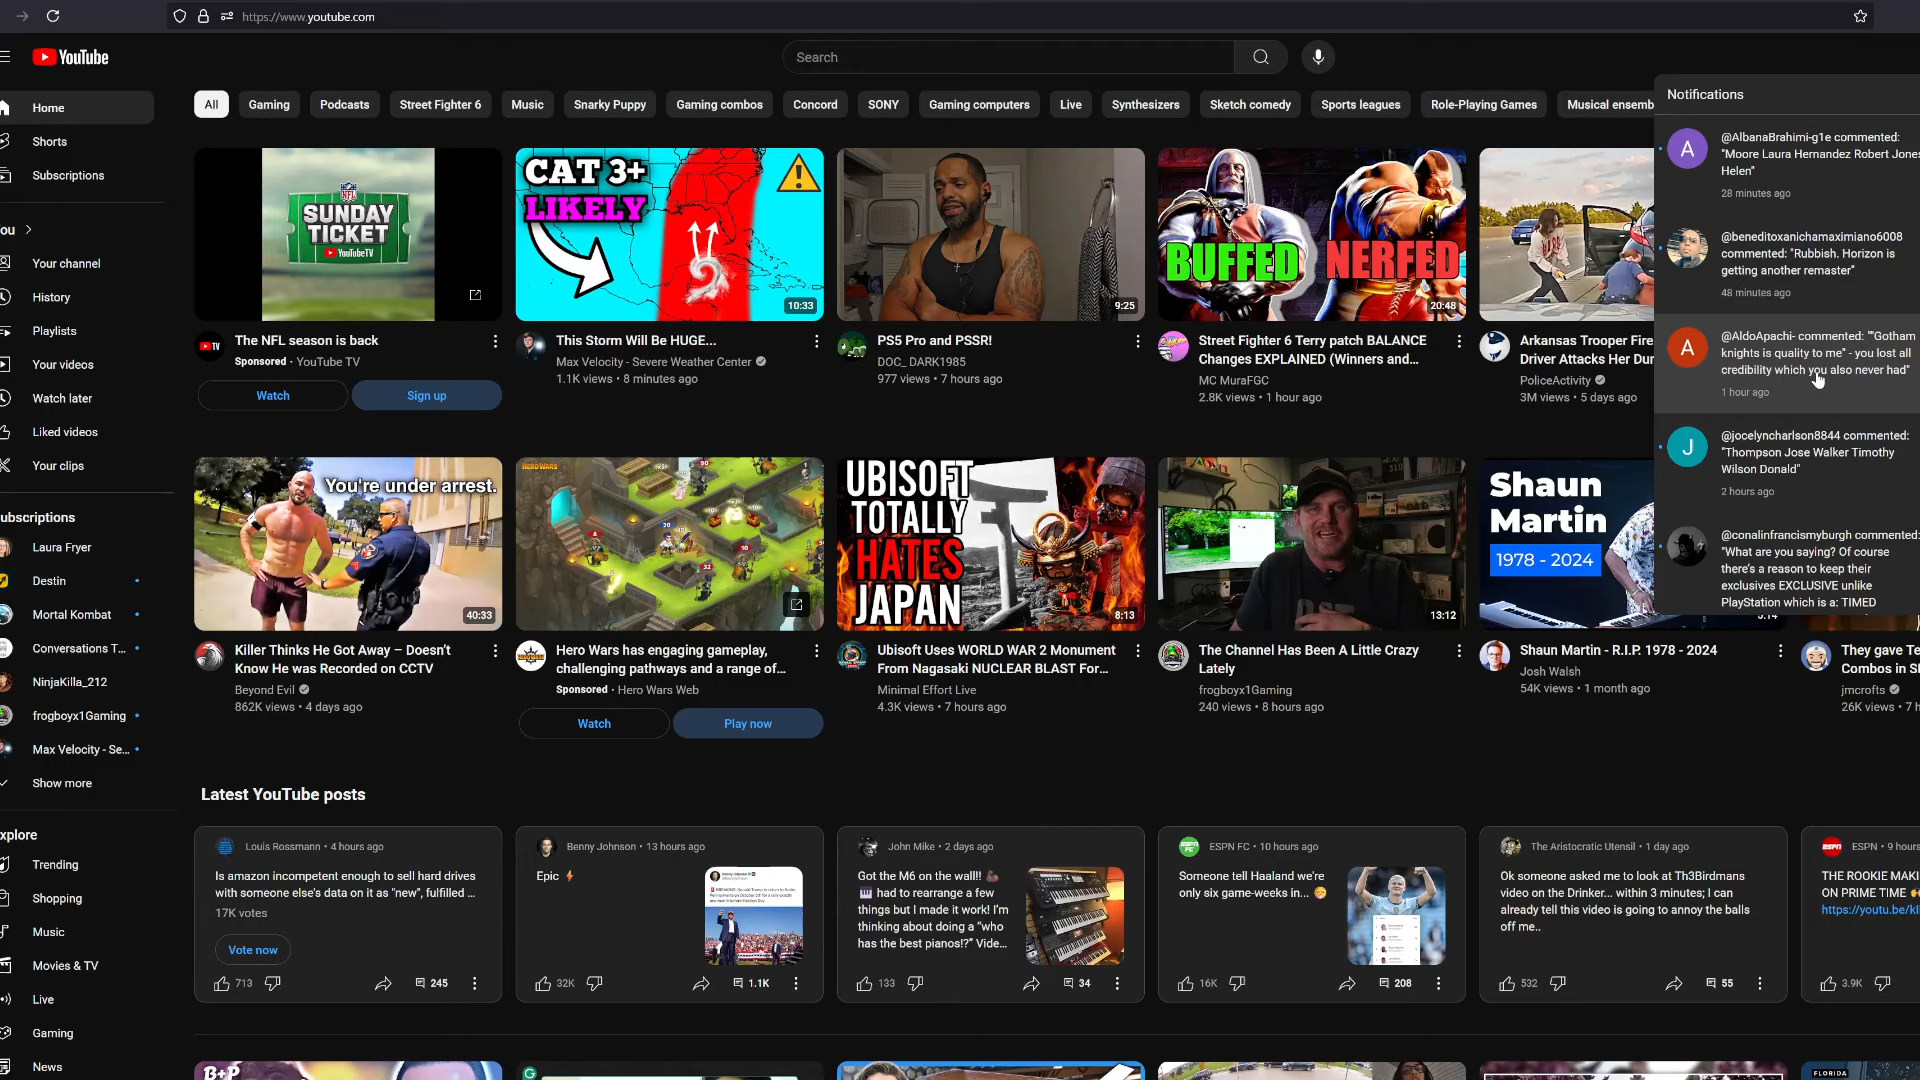 https://www.youtube.com
YouTube
Search
Home
Shorts
Subscriptions
ou
Your channel
History
Playlists
Your videos
Watch later
Liked videos
Your clips
ubscriptions
Laura Fryer
Destin
Mortal Kombat
Conversations T...
NinjaKilla_212
frogboyx1Gaming
Max Velocity - Se...
Show more
xplore
Trending
Shopping
Music
Movies & TV
Live
Gaming
News
All
Gaming
Podcasts
Street Fighter 6
Music
Snarky Puppy
Gaming combos
Concord
SONY
Gaming computers
Live
Synthesizers
Sketch comedy
Sports leagues
Role-Playing Games
Musical ensemb
NFL
SUNDAY
TICKET
YouTubeTV
The NFL season is back
Sponsored · YouTube TV
Watch
Sign up
CAT 3+
LIKELY
10:33
This Storm Will Be HUGE...
Max Velocity - Severe Weather Center
1.1K views • 8 minutes ago
9:25
PS5 Pro and PSSR!
DOC_ DARK1985
977 views • 7 hours ago
BUFFED
NERFED
20:48
Street Fighter 6 Terry patch BALANCE
Changes EXPLAINED (Winners and...
MC MuraFGC
2.8K views • 1 hour ago
Arkansas Trooper Fire
Driver Attacks Her Dur
PoliceActivity
3M views • 5 days ago
Notifications
@AlbanaBrahimi-g1e commented:
"Moore Laura Hernandez Robert Jones
Helen"
28 minutes ago
@beneditoxanichamaximiano6008
commented: "Rubbish. Horizon is
getting another remaster"
48 minutes ago
@AldoApachi- commented: ""Gotham
knights is quality to me" - you lost all
credibility which you also never had"
1 hour ago
@jocelyncharlson8844 commented:
"Thompson Jose Walker Timothy
Wilson Donald"
2 hours ago
@conalinfrancismyburgh commented:
"What are you saying? Of course
there's a reason to keep their
exclusives EXCLUSIVE unlike
PlayStation which is a: TIMED
You're under arrest.
40:33
Killer Thinks He Got Away – Doesn't
Know He was Recorded on CCTV
Beyond Evil
862K views • 4 days ago
HERO WARS
Hero Wars has engaging gameplay,
challenging pathways and a range of...
Sponsored · Hero Wars Web
Watch
Play now
UBISOFT
TOTALLY
HATES
JAPAN
8:13
Ubisoft Uses WORLD WAR 2 Monument
From Nagasaki NUCLEAR BLAST For...
Minimal Effort Live
4.3K views • 7 hours ago
13:12
The Channel Has Been A Little Crazy
Lately
frogboyx1Gaming
240 views • 8 hours ago
Shaun
Martin
1978 - 2024
Shaun Martin - R.I.P. 1978 - 2024
Josh Walsh
54K views • 1 month ago
They gave Te
Combos in S
jmcrofts
26K views • 7 h
Latest YouTube posts
Louis Rossmann • 4 hours ago
Is amazon incompetent enough to sell hard drives
with someone else's data on it as "new", fulfilled ...
17K votes
Vote now
713
245
Benny Johnson • 13 hours ago
Epic
32K
1.1K
John Mike • 2 days ago
Got the M6 on the wall!!
had to rearrange a few
things but I made it work! I'm
thinking about doing a "who
has the best pianos!?" Vide...
133
34
ESPN FC • 10 hours ago
Someone tell Haaland we're
only six game-weeks in...
16K
208
The Aristocratic Utensil • 1 day ago
Ok someone asked me to look at Th3Birdmans
video on the Drinker... within 3 minutes; I can
already tell this video is going to annoy the balls
off me..
532
55
ESPN • 9 hours
THE ROOKIE MAKI
ON PRIME TIME
https://youtu.be/kl
3.9K
B+P
FLORIDA